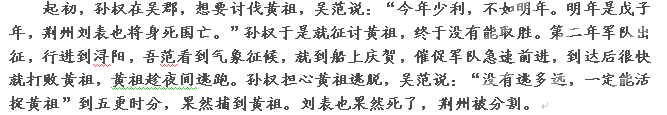 起初，孙权在吴郡，想要讨伐黄祖，吴范说：“今年少利，不如明年。明年是戊子
年，荆州刘表也将身死国亡。”孙权于是就征讨黄祖，终于没有能取胜。第二年军队出
征，行进到浔阳，吾范看到气象征候，就到船上庆贺，催促军队急速前进，到达后很快
就打败黄祖，黄祖趁夜间逃跑。孙权担心黄祖逃脱，吴范说：“没有逃多远，一定能活
捉黄祖”到五更时分，果然捕到黄祖。刘表也果然死了，荆州被分割。